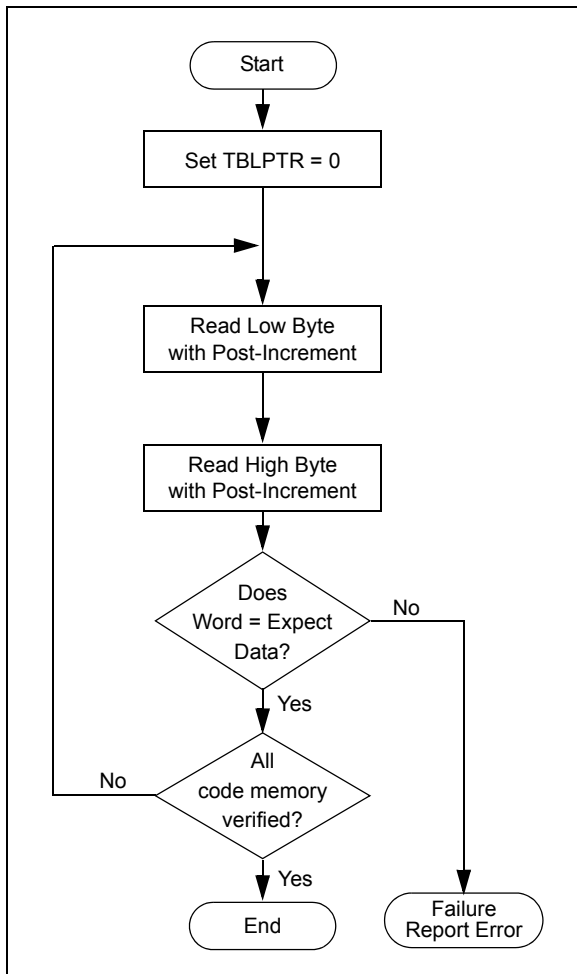 Start
Set TBLPTR = 0
Read Low Byte
with Post-Increment
Read High Byte
with Post-Increment
Does
Word = Expect
Data?
No
Yes
All
code memory
verified?
No
Yes
End
Failure
Report Error